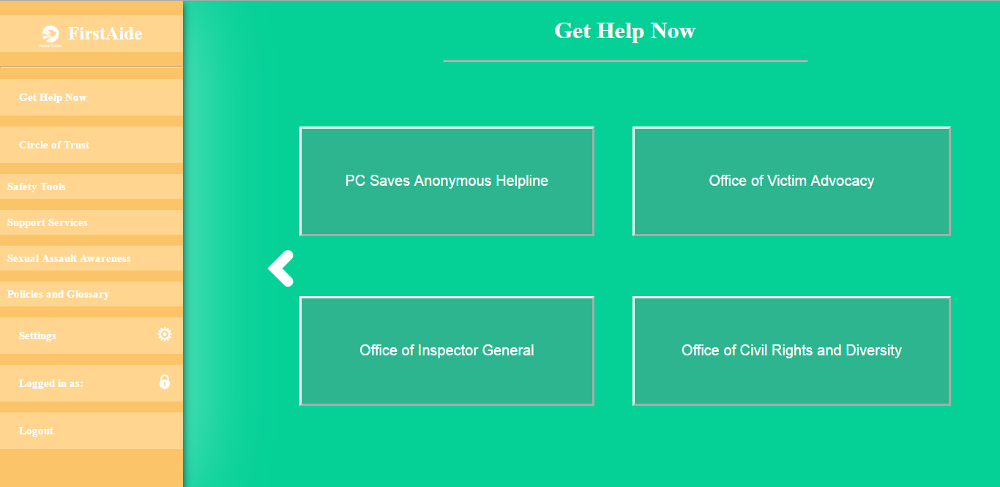 FirstAide
Get Help Now
Circle of Trust
Safety Tools
Support Services
Sexual Assault Awareness
Policies and Glossary
Settings
Logged in as:
Logout
Get Help Now
PC Saves Anonymous Helpline
Office of Victim Advocacy
Office of Inspector General
Office of Civil Rights and Diversity